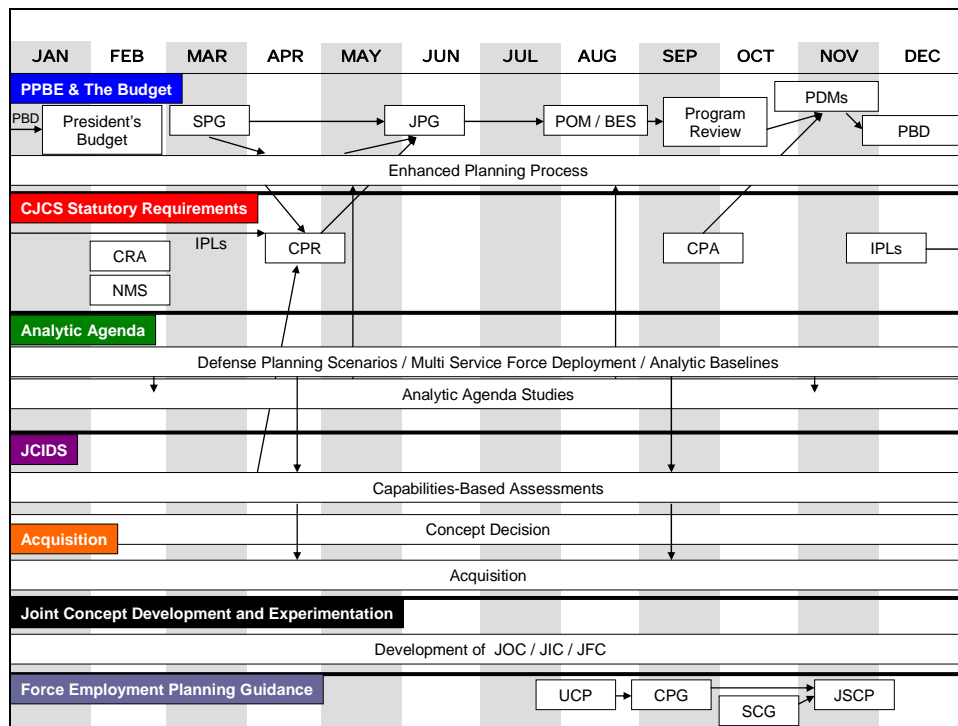 JAN FEB MAR APR MAY JUN JUL AUG SEP OCT NOV DEC
PPBE & The Budget
PBD
President's
Budget
SPG
JPG
POM / BES
Program
Review
PDMs
PBD
Enhanced Planning Process
CJCS Statutory Requirements
IPLs
CRA
NMS
CPR
CPA
IPLs
Analytic Agenda
Defense Planning Scenarios / Multi Service Force Deployment / Analytic Baselines
Analytic Agenda Studies
JCIDS
Capabilities-Based Assessments
Concept Decision
Acquisition
Acquisition
Joint Concept Development and Experimentation
Development of JOC / JIC / JFC
Force Employment Planning Guidance
UCP
CPG
SCG
JSCP